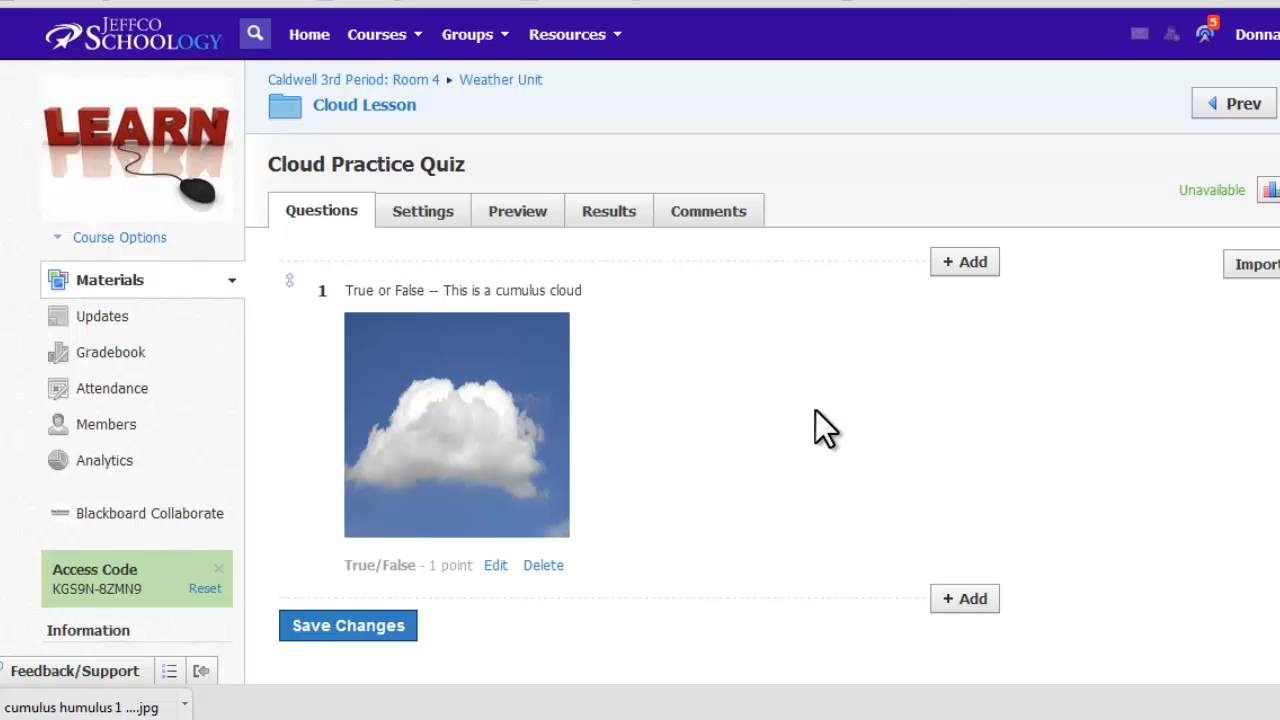 JEFFCO
SCHOOLOGY
Home Courses Groups Resources
5
Donna
Caldwell 3rd Period: Room 4 ▸ Weather Unit
Cloud Lesson
Prev
LEARN
Cloud Practice Quiz
Unavailable
Questions Settings Preview Results Comments
Course Options
+ Add
Import
Materials
1 True or False -- This is a cumulus cloud
Updates
Gradebook
Attendance
Members
Analytics
Blackboard Collaborate
Access Code
KGS9N-8ZMN9 Reset
True/False - 1 point Edit Delete
+ Add
Save Changes
Information
Feedback/Support
cumulus humulus 1 ....jpg